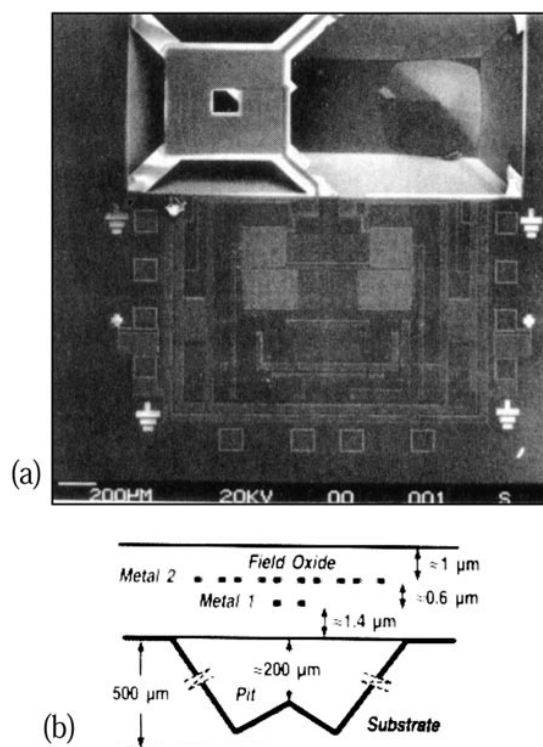 (a)
200µM 20KV 00 001 S
Field Oxide
≈1 µm
Metal 2
Metal 1
≈0.6 µm
≈1.4 µm
≈200 µm
500 µm
Pit
Substrate
(b)